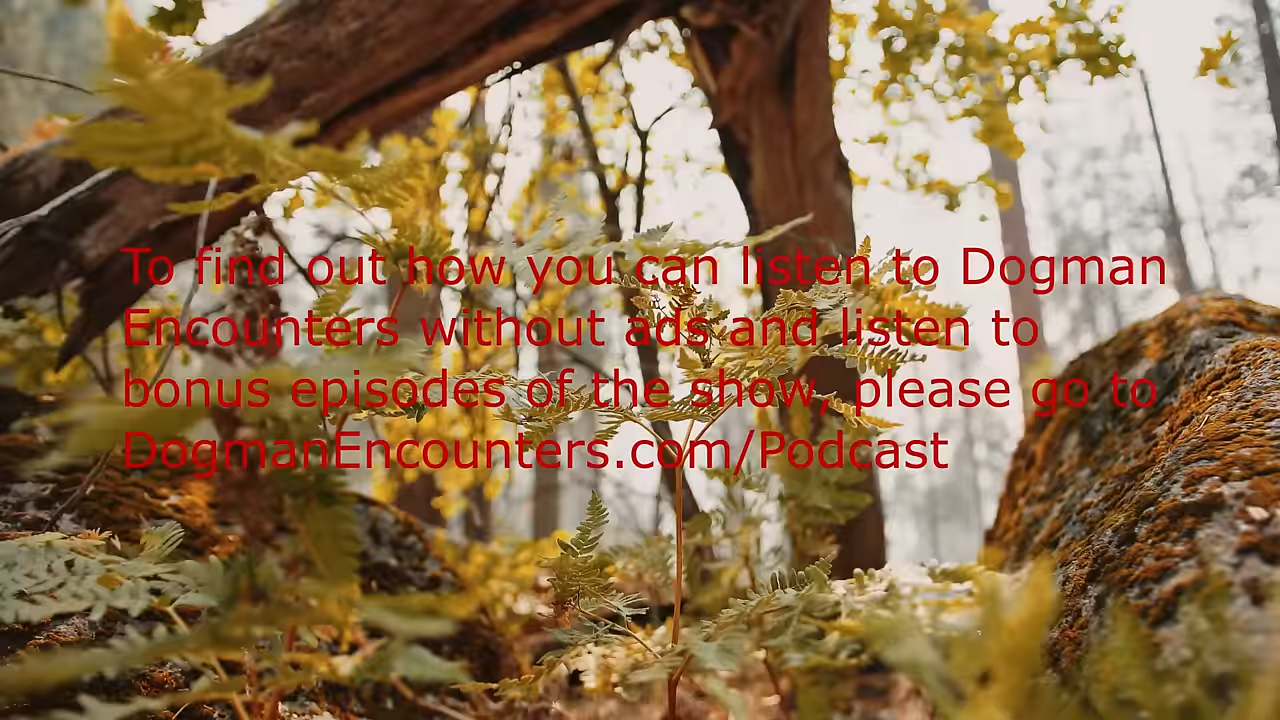 To find out how you can listen to Dogman
Encounters without ads and listen to
bonus episodes of the show, please go to
DogmanEncounters.com/Podcast